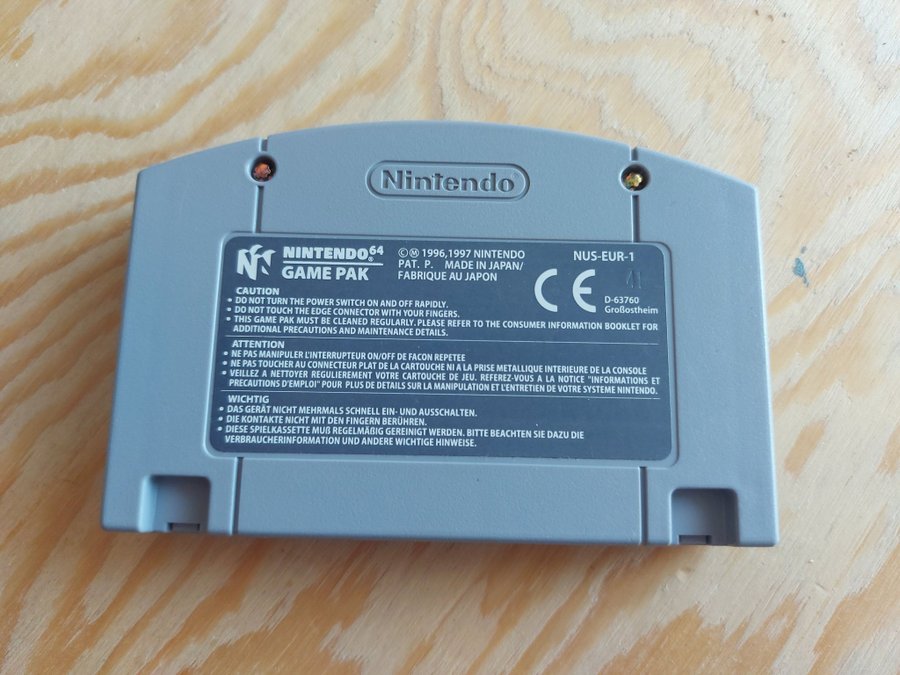 Nintendo
NINTENDO64® ©Ⓜ 1996,1997 NINTENDO NUS-EUR-1
GAME PAK PAT. P. MADE IN JAPAN/
FABRIQUE AU JAPON
CE
41
D-63760
Großostheim
CAUTION
• DO NOT TURN THE POWER SWITCH ON AND OFF RAPIDLY.
• DO NOT TOUCH THE EDGE CONNECTOR WITH YOUR FINGERS.
• THIS GAME PAK MUST BE CLEANED REGULARLY. PLEASE REFER TO THE CONSUMER INFORMATION BOOKLET FOR
ADDITIONAL PRECAUTIONS AND MAINTENANCE DETAILS.
ATTENTION
• NE PAS MANIPULER L'INTERRUPTEUR ON/OFF DE FACON REPETEE
• NE PAS TOUCHER AU CONNECTEUR PLAT DE LA CARTOUCHE NI A LA PRISE METALLIQUE INTERIEURE DE LA CONSOLE
• VEILLEZ A NETTOYER REGULIEREMENT VOTRE CARTOUCHE DE JEU. REFEREZ-VOUS A LA NOTICE "INFORMATIONS ET
PRECAUTIONS D'EMPLOI" POUR PLUS DE DETAILS SUR LA MANIPULATION ET L'ENTRETIEN DE VOTRE SYSTEME NINTENDO.
WICHTIG
• DAS GERÄT NICHT MEHRMALS SCHNELL EIN- UND AUSSCHALTEN.
• DIE KONTAKTE NICHT MIT DEN FINGERN BERÜHREN.
• DIESE SPIELKASSETTE MUß REGELMÄßIG GEREINIGT WERDEN. BITTE BEACHTEN SIE DAZU DIE
VERBRAUCHERINFORMATION UND ANDERE WICHTIGE HINWEISE.